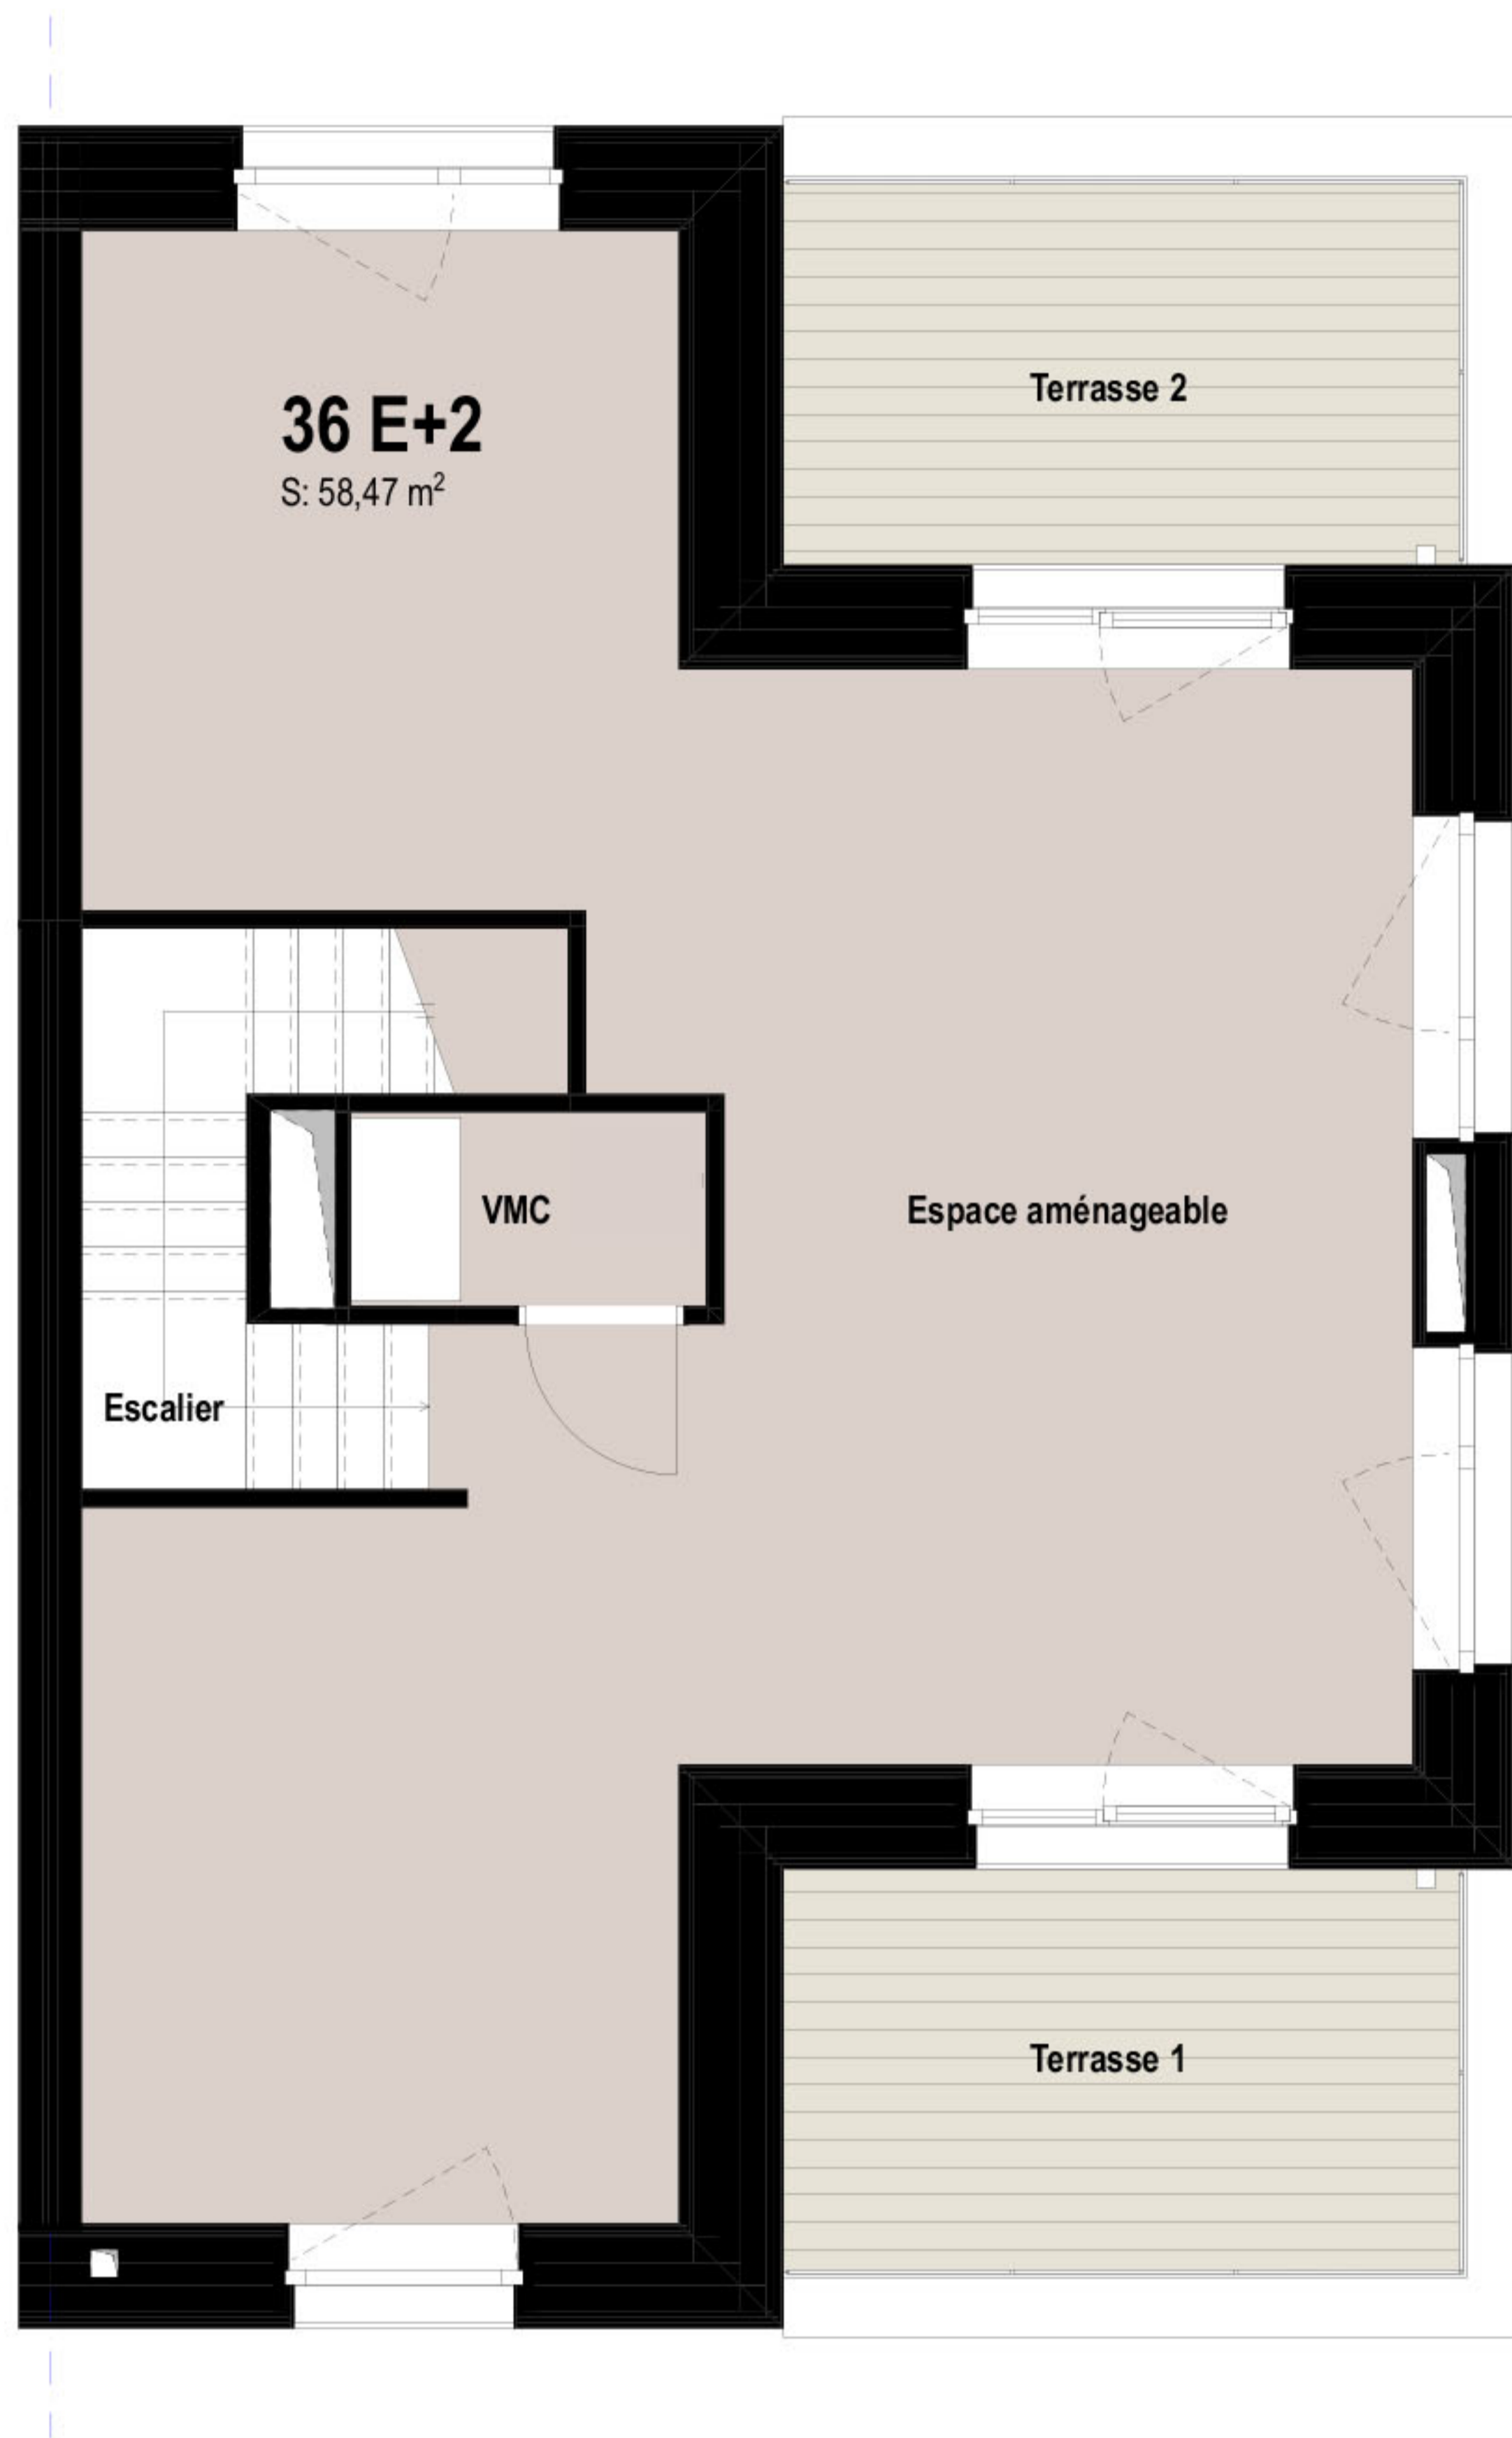 Terrasse 2
36 E+2
S: 58,47 m²
VMC
Espace aménageable
Escalier
Terrasse 1